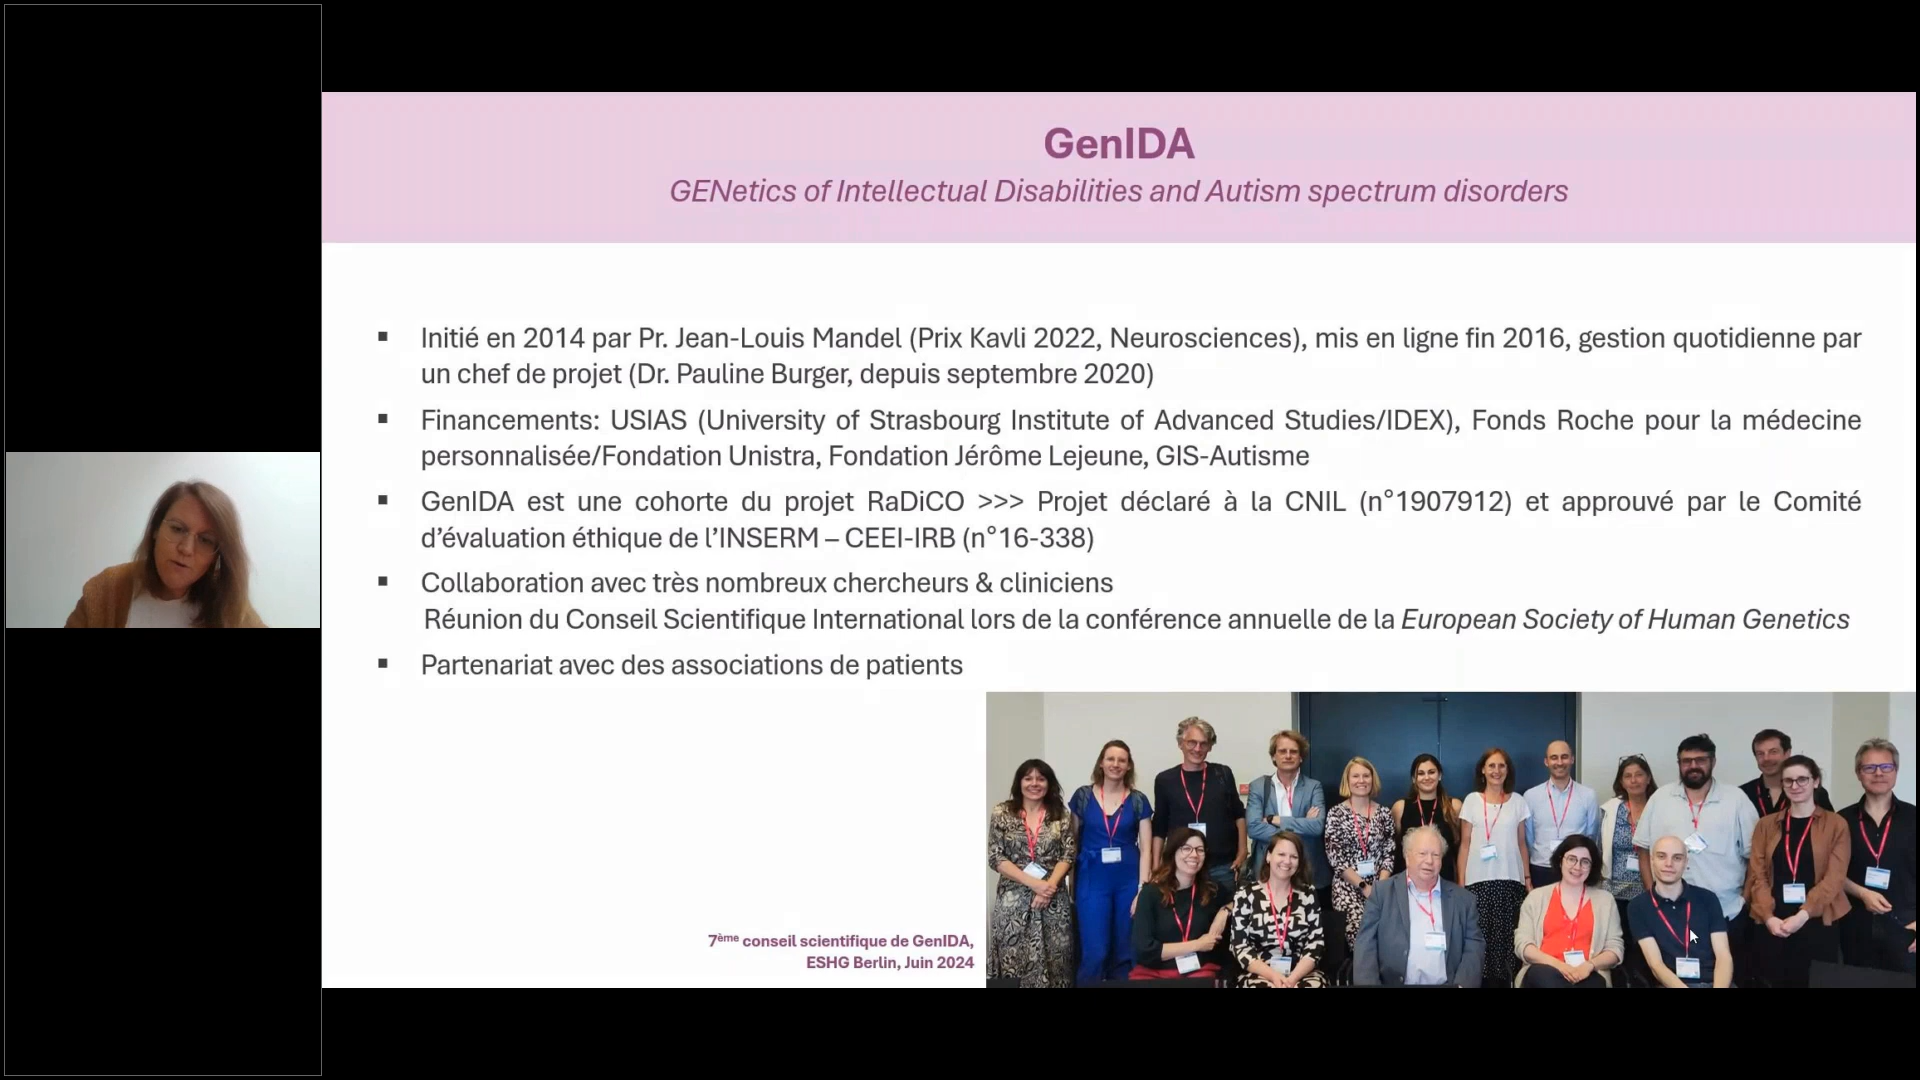 GenIDA
GENetics of Intellectual Disabilities and Autism spectrum disorders
▪ Initié en 2014 par Pr. Jean-Louis Mandel (Prix Kavli 2022, Neurosciences), mis en ligne fin 2016, gestion quotidienne par
un chef de projet (Dr. Pauline Burger, depuis septembre 2020)
▪ Financements: USIAS (University of Strasbourg Institute of Advanced Studies/IDEX), Fonds Roche pour la médecine
personnalisée/Fondation Unistra, Fondation Jérôme Lejeune, GIS-Autisme
▪ GenIDA est une cohorte du projet RaDiCO >>> Projet déclaré à la CNIL (n°1907912) et approuvé par le Comité
d’évaluation éthique de l’INSERM – CEEI-IRB (n°16-338)
▪ Collaboration avec très nombreux chercheurs & cliniciens
Réunion du Conseil Scientifique International lors de la conférence annuelle de la European Society of Human Genetics
▪ Partenariat avec des associations de patients
7ème conseil scientifique de GenIDA,
ESHG Berlin, Juin 2024